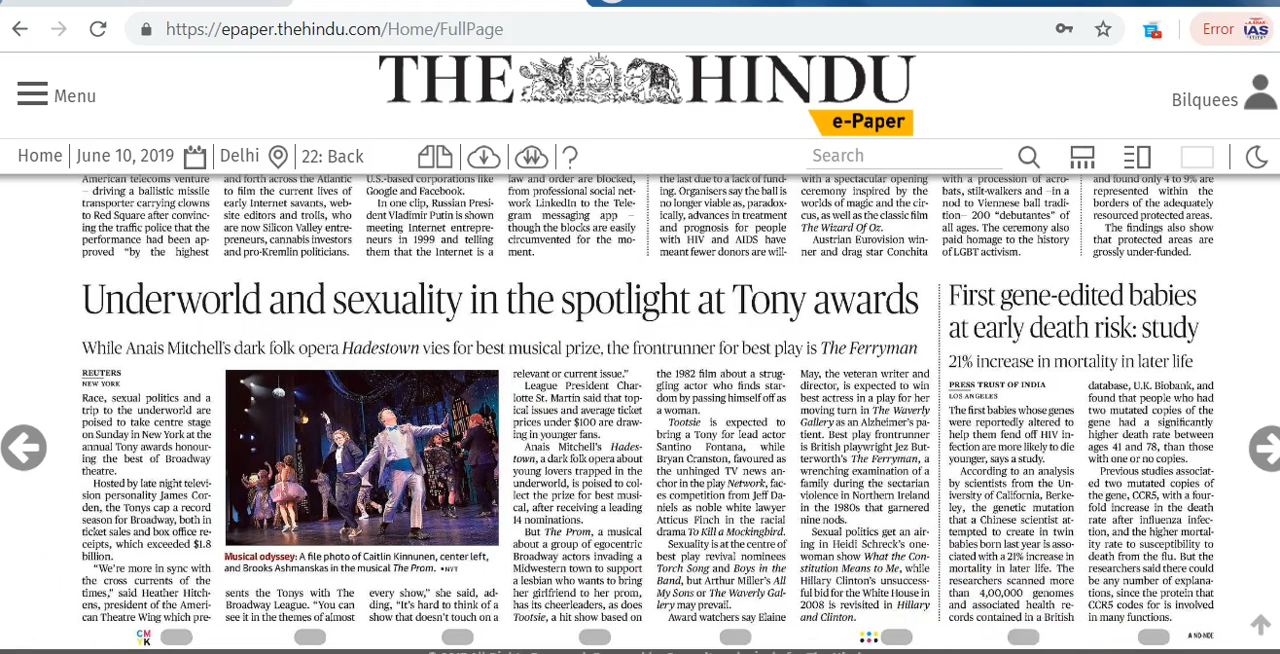 https://epaper.thehindu.com/Home/FullPage
Error
IAS
Menu
THE HINDU
e-Paper
Bilquees
Home
June 10, 2019
Delhi
22: Back
?
Search
American telecoms venture
– driving a ballistic missile
transporter carrying clowns
to Red Square after convinc-
ing the traffic police that the
performance had been ap-
proved “by the highest
and forth across the Atlantic
to film the current lives of
early Internet savants, web-
site editors and trolls, who
are now Silicon Valley entre-
preneurs, cannabis investors
and pro-Kremlin politicians.
U.S.-based corporations like
Google and Facebook.
In one clip, Russian Presi-
dent Vladimir Putin is shown
meeting Internet entrepre-
neurs in 1999 and telling
them that the Internet is a
law and order are blocked,
from professional social net-
work LinkedIn to the Tele-
gram messaging app –
though the blocks are easily
circumvented for the mo-
ment.
the last due to a lack of fund-
ing. Organisers say the ball is
no longer viable as, paradox-
ically, advances in treatment
and prognosis for people
with HIV and AIDS have
meant fewer donors are will-
with a spectacular opening
ceremony inspired by the
worlds of magic and the cir-
cus, as well as the classic film
The Wizard Of Oz.
Austrian Eurovision win-
ner and drag star Conchita
with a procession of acro-
bats, stilt-walkers and –in a
nod to Viennese ball tradi-
tion– 200 “debutantes” of
all ages. The ceremony also
paid homage to the history
of LGBT activism.
and found only 4 to 9% are
represented within the
borders of the adequately
resourced protected areas.
The findings also show
that protected areas are
grossly under-funded.
Underworld and sexuality in the spotlight at Tony awards
While Anais Mitchell’s dark folk opera Hadestown vies for best musical prize, the frontrunner for best play is The Ferryman
REUTERS
NEW YORK
Race, sexual politics and a
trip to the underworld are
poised to take centre stage
on Sunday in New York at the
annual Tony awards honour-
ing the best of Broadway
theatre.
Hosted by late night televi-
sion personality James Cor-
den, the Tonys cap a record
season for Broadway, both in
ticket sales and box office re-
ceipts, which exceeded $1.8
billion.
“We’re more in sync with
the cross currents of the
times,” said Heather Hitch-
ens, president of the Ameri-
can Theatre Wing which pre-
Musical odyssey: A file photo of Caitlin Kinnunen, center left,
and Brooks Ashmanskas in the musical The Prom. •NYT
sents the Tonys with The
Broadway League. “You can
see it in the themes of almost
every show,” she said, ad-
ding, “It’s hard to think of a
show that doesn’t touch on a
relevant or current issue.”
League President Char-
lotte St. Martin said that top-
ical issues and average ticket
prices under $100 are draw-
ing in younger fans.
Anais Mitchell’s Hades-
town, a dark folk opera about
young lovers trapped in the
underworld, is poised to col-
lect the prize for best musi-
cal, after receiving a leading
14 nominations.
But The Prom, a musical
about a group of egocentric
Broadway actors invading a
Midwestern town to support
a lesbian who wants to bring
her girlfriend to her prom,
has its cheerleaders, as does
Tootsie, a hit show based on
the 1982 film about a strug-
gling actor who finds star-
dom by passing himself off as
a woman.
Tootsie is expected to
bring a Tony for lead actor
Santino Fontana, while
Bryan Cranston, favoured as
the unhinged TV news an-
chor in the play Network, fac-
es competition from Jeff Da-
niels as noble white lawyer
Atticus Finch in the racial
drama To Kill a Mockingbird.
Sexuality is at the centre of
best play revival nominees
Torch Song and Boys in the
Band, but Arthur Miller’s All
My Sons or The Waverly Gal-
lery may prevail.
Award watchers say Elaine
May, the veteran writer and
director, is expected to win
best actress in a play for her
moving turn in The Waverly
Gallery as an Alzheimer’s pa-
tient. Best play frontrunner
is British playwright Jez But-
terworth’s The Ferryman, a
wrenching examination of a
family during the sectarian
violence in Northern Ireland
in the 1980s that garnered
nine nods.
Sexual politics get an air-
ing in Heidi Schreck’s one-
woman show What the Con-
stitution Means to Me, while
Hillary Clinton’s unsuccess-
ful bid for the White House in
2008 is revisited in Hillary
and Clinton.
First gene-edited babies
at early death risk: study
21% increase in mortality in later life
PRESS TRUST OF INDIA
LOS ANGELES
The first babies whose genes
were reportedly altered to
help them fend off HIV in-
fection are more likely to die
younger, says a study.
According to an analysis
by scientists from the Un-
iversity of California, Berke-
ley, the genetic mutation
that a Chinese scientist at-
tempted to create in twin
babies born last year is asso-
ciated with a 21% increase in
mortality in later life. The
researchers scanned more
than 4,00,000 genomes
and associated health re-
cords contained in a British
database, U.K. Biobank, and
found that people who had
two mutated copies of the
gene had a significantly
higher death rate between
ages 41 and 78, than those
with one or no copies.
Previous studies associat-
ed two mutated copies of
the gene, CCR5, with a four-
fold increase in the death
rate after influenza infec-
tion, and the higher mortal-
ity rate to susceptibility to
death from the flu. But the
researchers said there could
be any number of explana-
tions, since the protein that
CCR5 codes for is involved
in many functions.
CM
YK
A ND-NDE